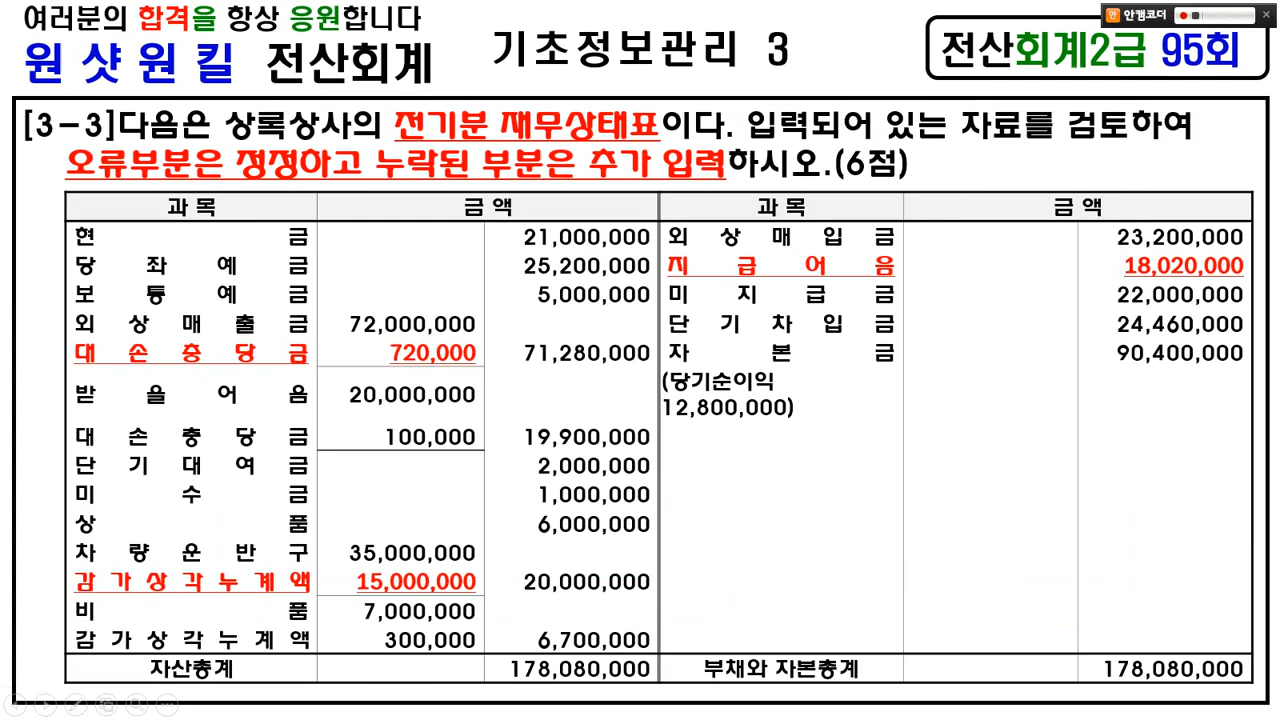 여러분의 합격을 항상 응원합니다
원 샷 원 킬 전산회계
기초정보관리 3
전산회계2급 95회
안캠코더
[3-3]다음은 상록상사의 전기분 재무상태표이다. 입력되어 있는 자료를 검토하여
오류부분은 정정하고 누락된 부분은 추가 입력하시오.(6점)
과 목 금 액 과 목 금 액
현 금 21,000,000 외 상 매 입 금 23,200,000
당 좌 예 금 25,200,000 지 급 어 음 18,020,000
보 통 예 금 5,000,000 미 지 급 금 22,000,000
외 상 매 출 금 72,000,000 단 기 차 입 금 24,460,000
대 손 충 당 금 720,000 71,280,000 자 본 금 90,400,000
받 을 어 음 20,000,000 (당기순이익
12,800,000)
대 손 충 당 금 100,000 19,900,000
단 기 대 여 금 2,000,000
미 수 금 1,000,000
상 품 6,000,000
차 량 운 반 구 35,000,000
감 가 상 각 누 계 액 15,000,000 20,000,000
비 품 7,000,000
감 가 상 각 누 계 액 300,000 6,700,000
자산총계 178,080,000 부채와 자본총계 178,080,000